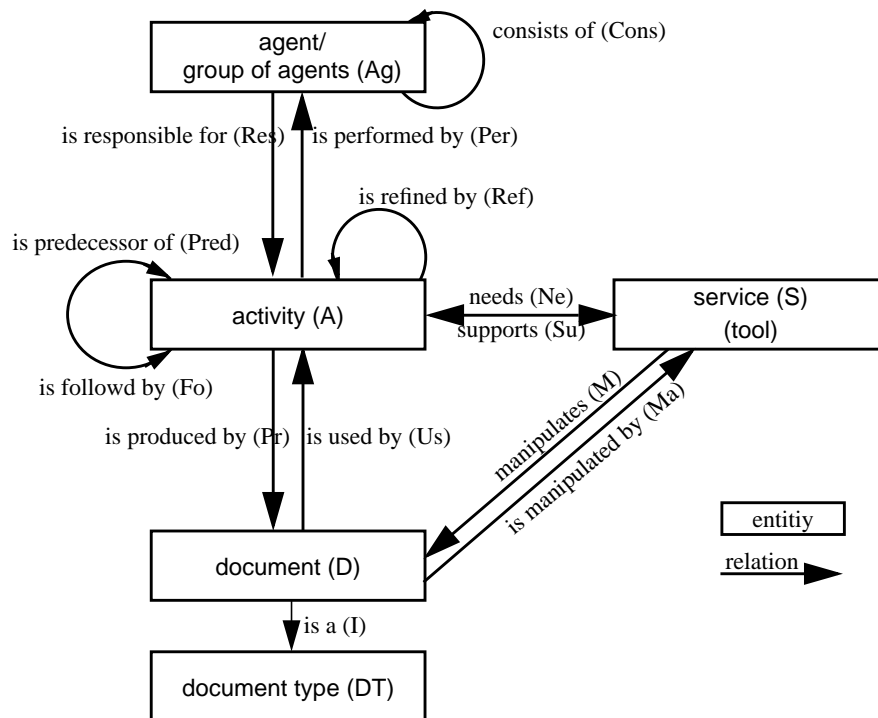 agent/
group of agents (Ag)
consists of (Cons)
is responsible for (Res)
is performed by (Per)
is refined by (Ref)
is predecessor of (Pred)
activity (A)
needs (Ne)
supports (Su)
service (S)
(tool)
is followd by (Fo)
is produced by (Pr)
is used by (Us)
manipulates (M)
is manipulated by (Ma)
entitiy
relation
document (D)
is a (I)
document type (DT)